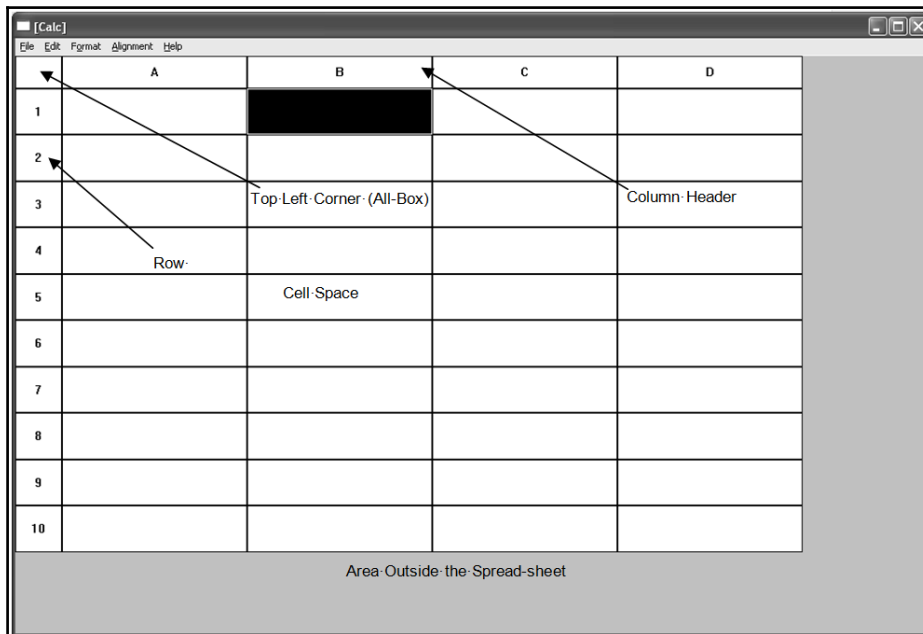 [Calc]
File Edit Format Alignment Help
A B C D
1
2
Top Left Corner (All-Box) Column Header
3
4
Row
Cell Space
5
6
7
8
9
10
Area Outside the Spread-sheet